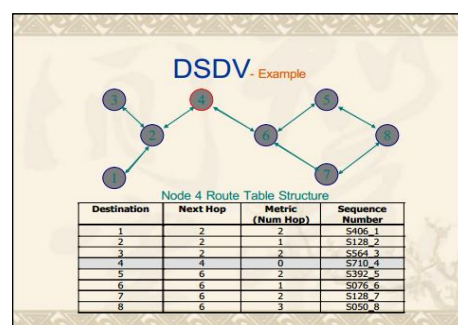 DSDV- Example
3
4
5
2
6
8
1
7
Node 4 Route Table Structure
Destination Next Hop Metric (Num Hop) Sequence Number
1 2 2 S406_1
2 2 1 S128_2
3 2 2 S564_3
4 4 0 S710_4
5 6 2 S392_5
6 6 1 S076_6
7 6 2 S128_7
8 6 3 S050_8